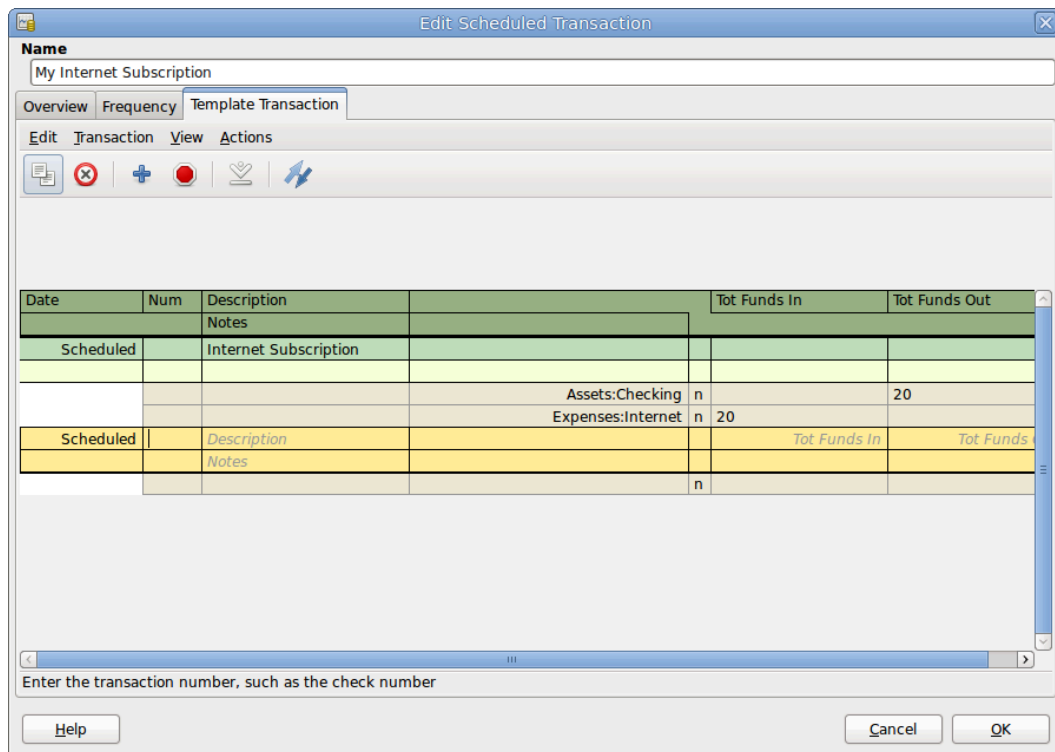 Edit Scheduled Transaction
Name
My Internet Subscription
Overview Frequency Template Transaction
Edit Transaction View Actions
Date Num Description Tot Funds In Tot Funds Out
Notes
Scheduled Internet Subscription
Assets:Checking n 20
Expenses:Internet n 20
Scheduled Description Tot Funds In Tot Funds
Notes
n
Enter the transaction number, such as the check number
Help Cancel OK